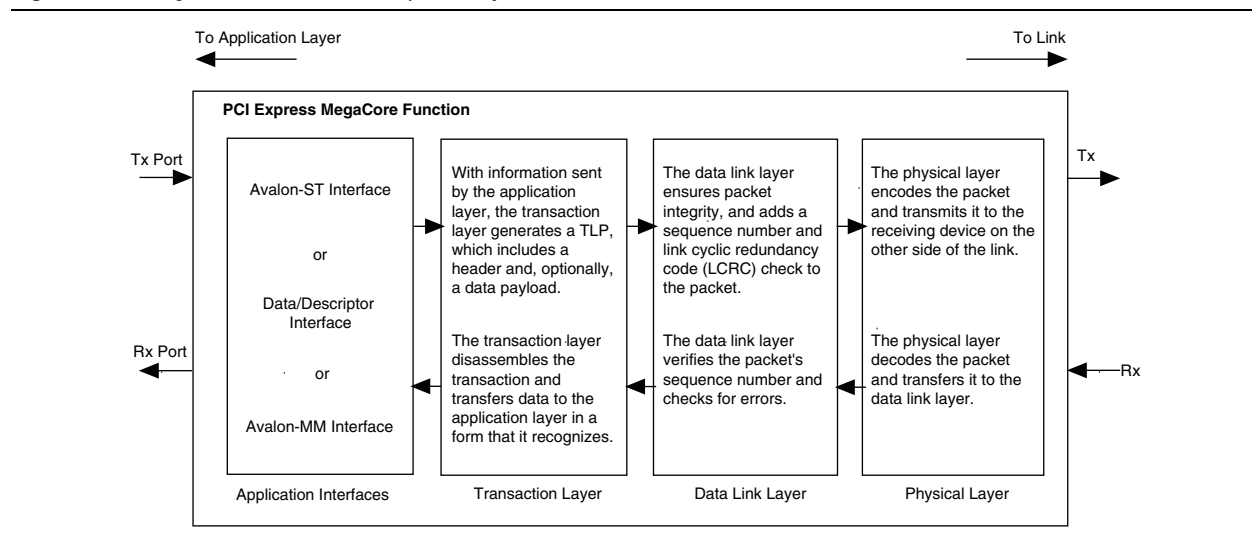 To Application Layer
To Link
PCI Express MegaCore Function
Tx Port
Rx Port
Avalon-ST Interface
or
Data/Descriptor
Interface
or
Avalon-MM Interface
Application Interfaces
With information sent
by the application
layer, the transaction
layer generates a TLP,
which includes a
header and, optionally,
a data payload.
The transaction layer
disassembles the
transaction and
transfers data to the
application layer in a
form that it recognizes.
Transaction Layer
The data link layer
ensures packet
integrity, and adds a
sequence number and
link cyclic redundancy
code (LCRC) check to
the packet.
The data link layer
verifies the packet's
sequence number and
checks for errors.
Data Link Layer
The physical layer
encodes the packet
and transmits it to the
receiving device on the
other side of the link.
The physical layer
decodes the packet
and transfers it to the
data link layer.
Physical Layer
Tx
Rx